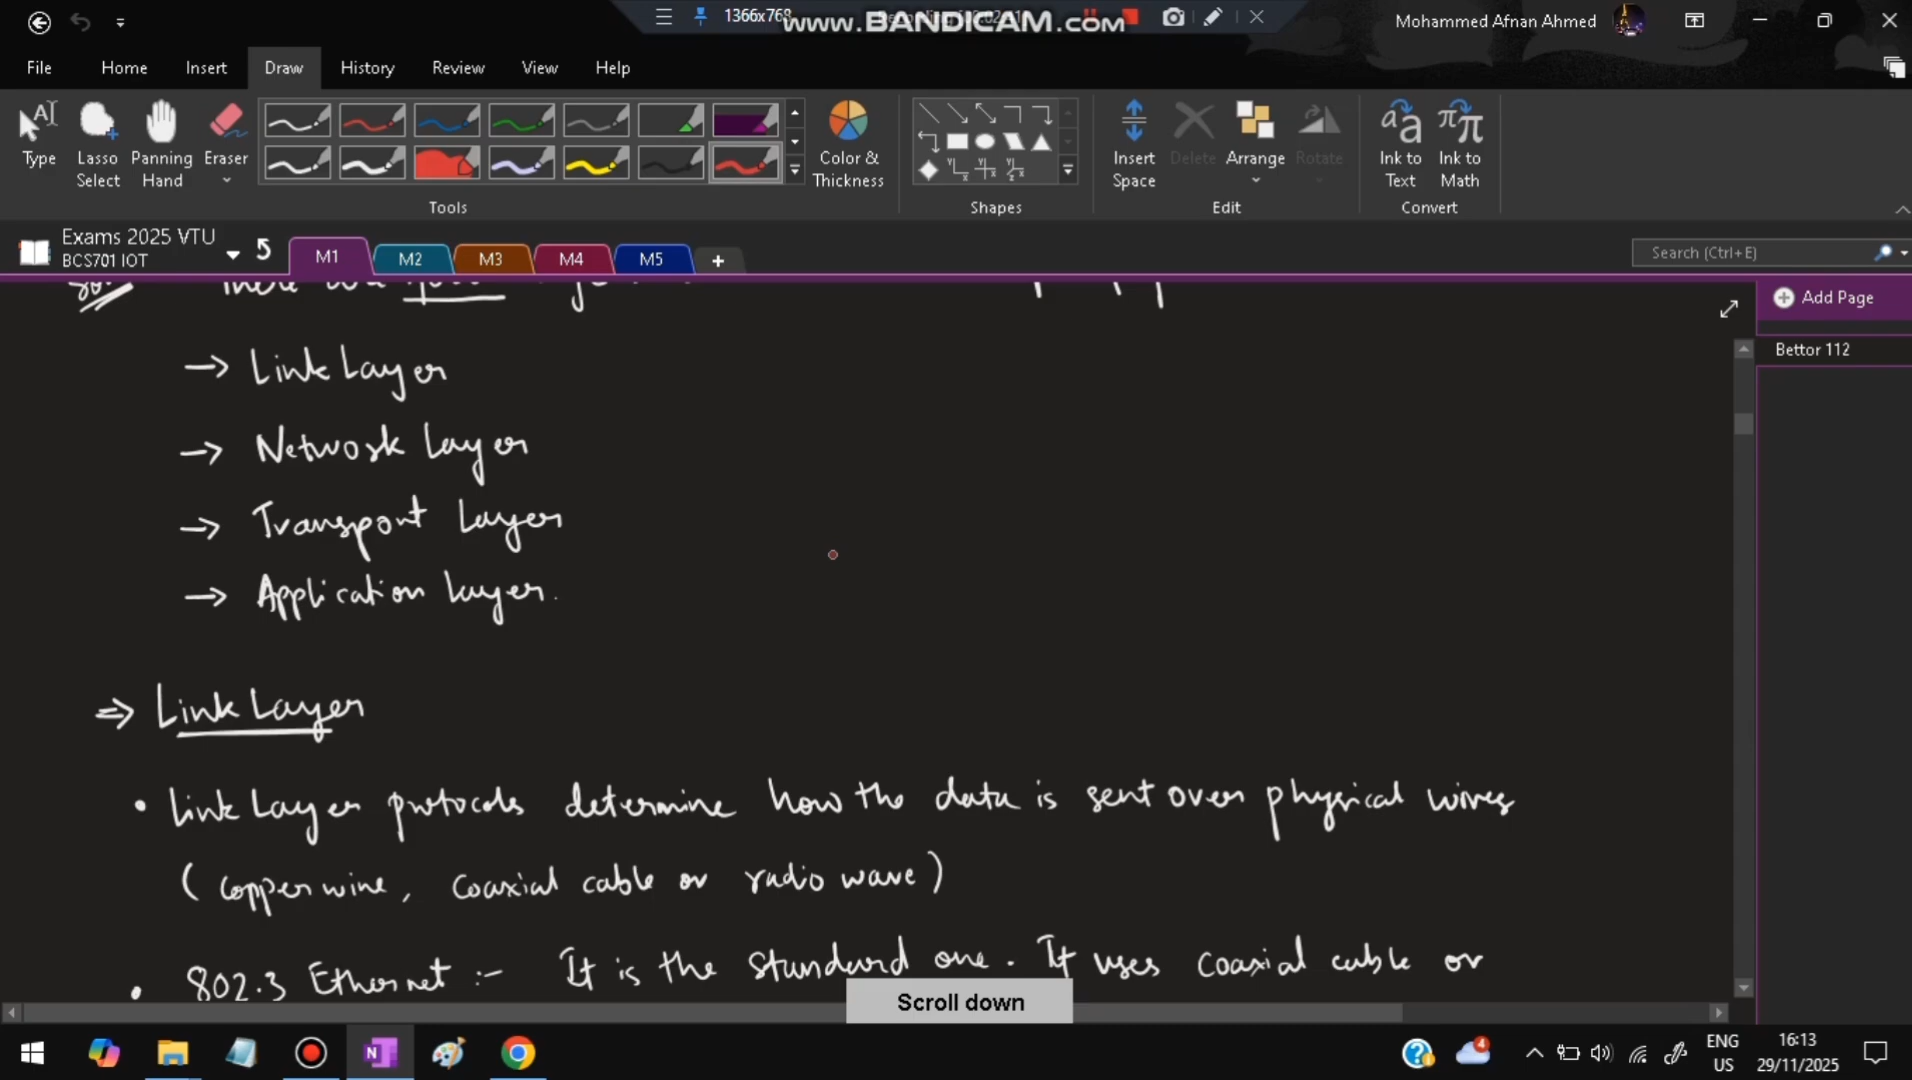 1366x768
www.BANDICAM.com
Mohammed Afnan Ahmed
File Home Insert Draw History Review View Help
Type
Lasso Select
Panning Hand
Eraser
Color & Thickness
Insert Space
Delete
Arrange
Rotate
Ink to Text
Ink to Math
Tools
Shapes
Edit
Convert
Exams 2025 VTU
BCS701 IOT
M1 M2 M3 M4 M5 +
Search (Ctrl+E)
Add Page
Bettor 112
There are
→ Link Layer
→ Network Layer
→ Transport Layer
→ Application layer.
⇒ Link Layer
• Link Layer protocols determine how the data is sent over physical wires
(copper wire, coaxial cable or radio wave)
• 802.3 Ethernet :- It is the standard one. It uses coaxial cable or
Scroll down
4
ENG
US
16:13
29/11/2025